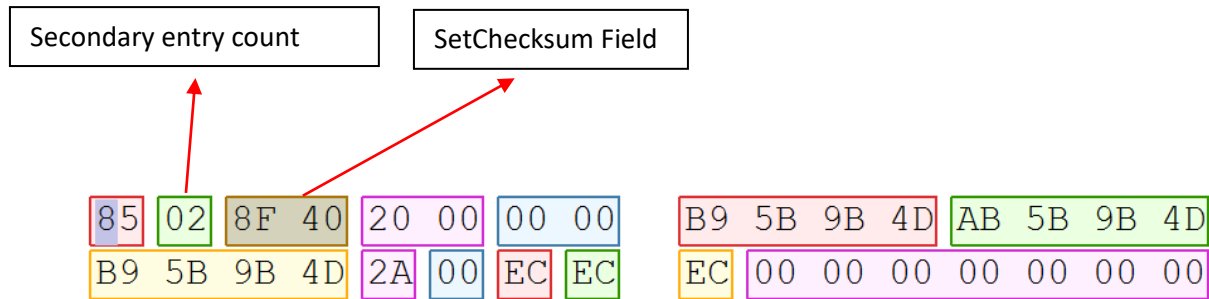 Secondary entry count
SetChecksum Field
85 02 8F 40 20 00 00 00 B9 5B 9B 4D AB 5B 9B 4D
B9 5B 9B 4D 2A 00 EC EC EC 00 00 00 00 00 00 00